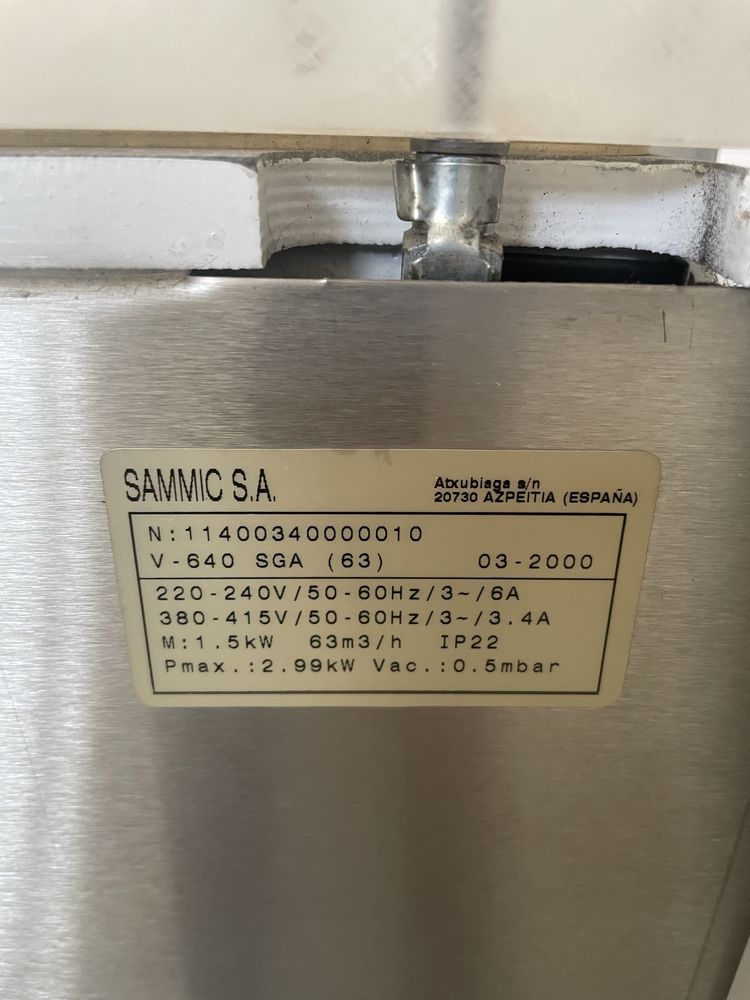 SAMMIC S.A.
Atxubiaga s/n
20730 AZPEITIA (ESPAÑA)
N:11400340000010
V-640 SGA (63) 03-2000
220-240V/50-60Hz/3~/6A
380-415V/50-60Hz/3~/3.4A
M:1.5kW 63m3/h IP22
Pmax.:2.99kW Vac.:0.5mbar